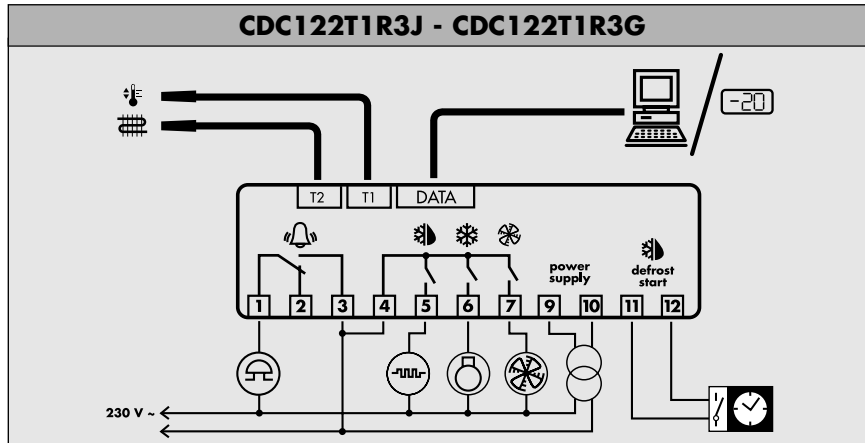 CDC122T1R3J - CDC122T1R3G
-20
T2 T1 DATA
power supply
defrost start
1 2 3 4 5 6 7 9 10 11 12
230 V ~